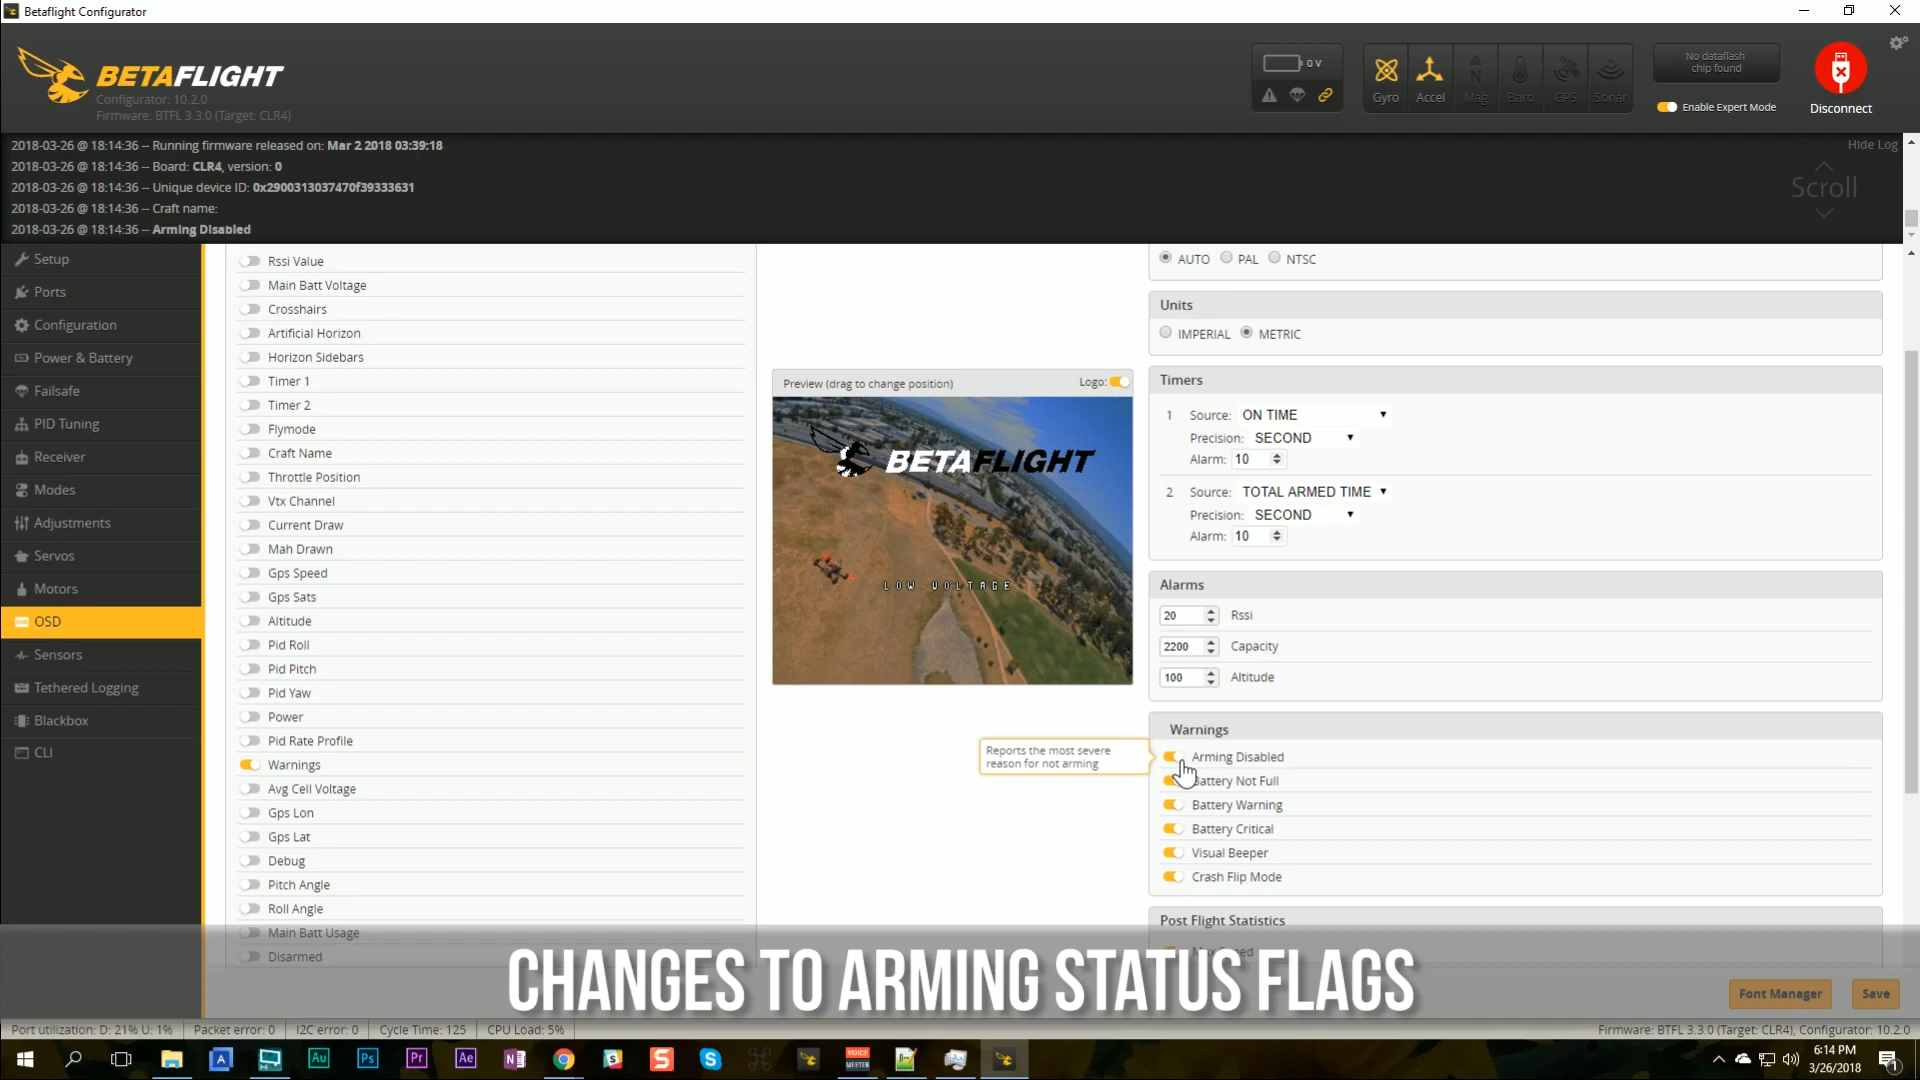 Betaflight Configurator
BETAFLIGHT
Configurator: 10.2.0
Firmware: BTFL 3.3.0 (Target: CLR4)
0 V
Gyro
Accel
Mag
Baro
GPS
Sonar
No dataflash
chip found
Enable Expert Mode
Disconnect
2018-03-26 @ 18:14:36 -- Running firmware released on: Mar 2 2018 03:39:18
2018-03-26 @ 18:14:36 -- Board: CLR4, version: 0
2018-03-26 @ 18:14:36 -- Unique device ID: 0x2900313037470f39333631
2018-03-26 @ 18:14:36 -- Craft name:
2018-03-26 @ 18:14:36 -- Arming Disabled
Hide Log
Scroll
Setup
Ports
Configuration
Power & Battery
Failsafe
PID Tuning
Receiver
Modes
Adjustments
Servos
Motors
OSD
Sensors
Tethered Logging
Blackbox
CLI
Rssi Value
Main Batt Voltage
Crosshairs
Artificial Horizon
Horizon Sidebars
Timer 1
Timer 2
Flymode
Craft Name
Throttle Position
Vtx Channel
Current Draw
Mah Drawn
Gps Speed
Gps Sats
Altitude
Pid Roll
Pid Pitch
Pid Yaw
Power
Pid Rate Profile
Warnings
Avg Cell Voltage
Gps Lon
Gps Lat
Debug
Pitch Angle
Roll Angle
Main Batt Usage
Disarmed
Preview (drag to change position)
Logo:
BETAFLIGHT
LOW VOLTAGE
AUTO PAL NTSC
Units
IMPERIAL METRIC
Timers
1 Source: ON TIME
Precision: SECOND
Alarm: 10
2 Source: TOTAL ARMED TIME
Precision: SECOND
Alarm: 10
Alarms
20 Rssi
2200 Capacity
100 Altitude
Warnings
Reports the most severe
reason for not arming
Arming Disabled
Battery Not Full
Battery Warning
Battery Critical
Visual Beeper
Crash Flip Mode
Post Flight Statistics
CHANGES TO ARMING STATUS FLAGS
Font Manager
Save
Port utilization: D: 21% U: 1%
Packet error: 0
I2C error: 0
Cycle Time: 125
CPU Load: 5%
Firmware: BTFL 3.3.0 (Target: CLR4), Configurator: 10.2.0
Au
Ps
Pr
Ae
VOICE
MEETER
6:14 PM
3/26/2018
1